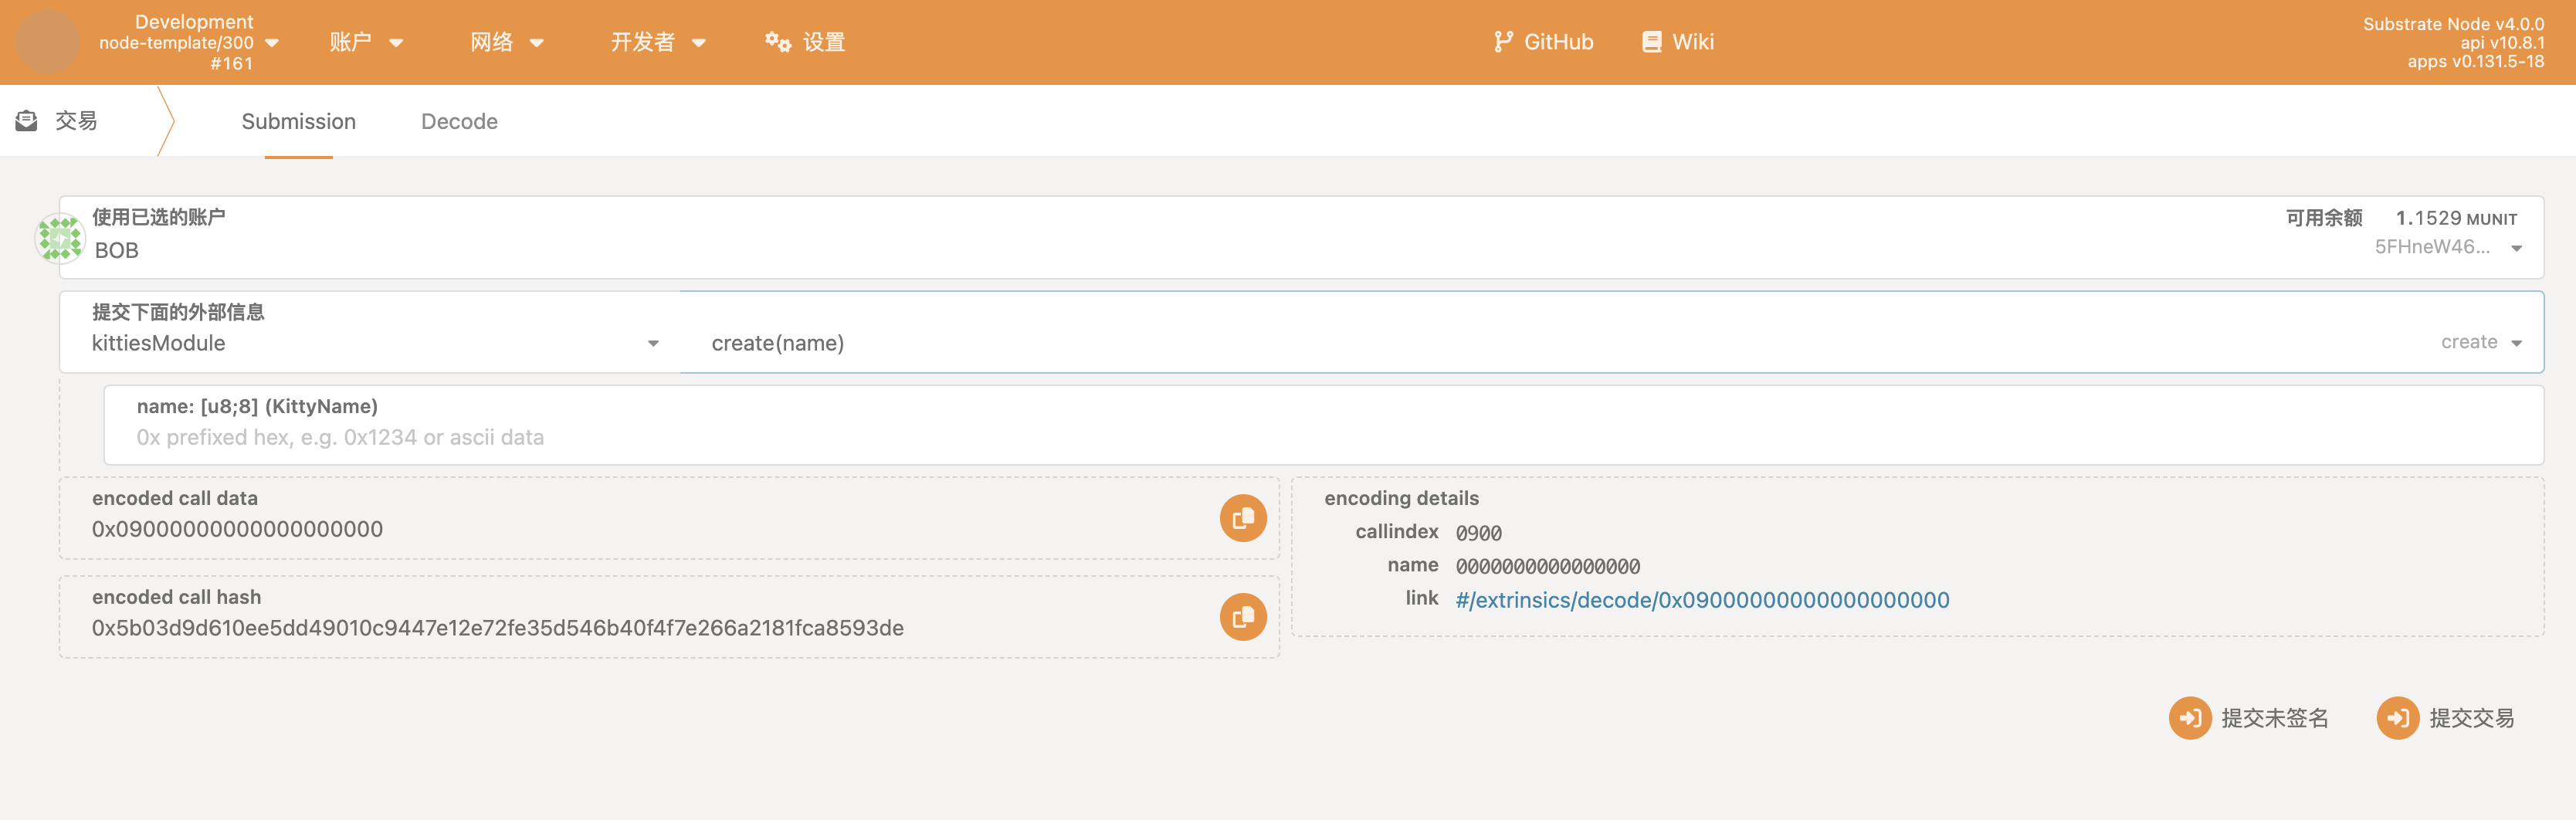 Development
node-template/300
#161
账户
网络
开发者
设置
GitHub
Wiki
Substrate Node v4.0.0
api v10.8.1
apps v0.131.5-18
交易
Submission
Decode
使用已选的账户
BOB
可用余额 1.1529 MUNIT
5FHneW46...
提交下面的外部信息
kittiesModule
create(name)
create
name: [u8;8] (KittyName)
0x prefixed hex, e.g. 0x1234 or ascii data
encoded call data
0x09000000000000000000
encoded call hash
0x5b03d9d610ee5dd49010c9447e12e72fe35d546b40f4f7e266a2181fca8593de
encoding details
callindex 0900
name 0000000000000000
link #/extrinsics/decode/0x09000000000000000000
提交未签名
提交交易